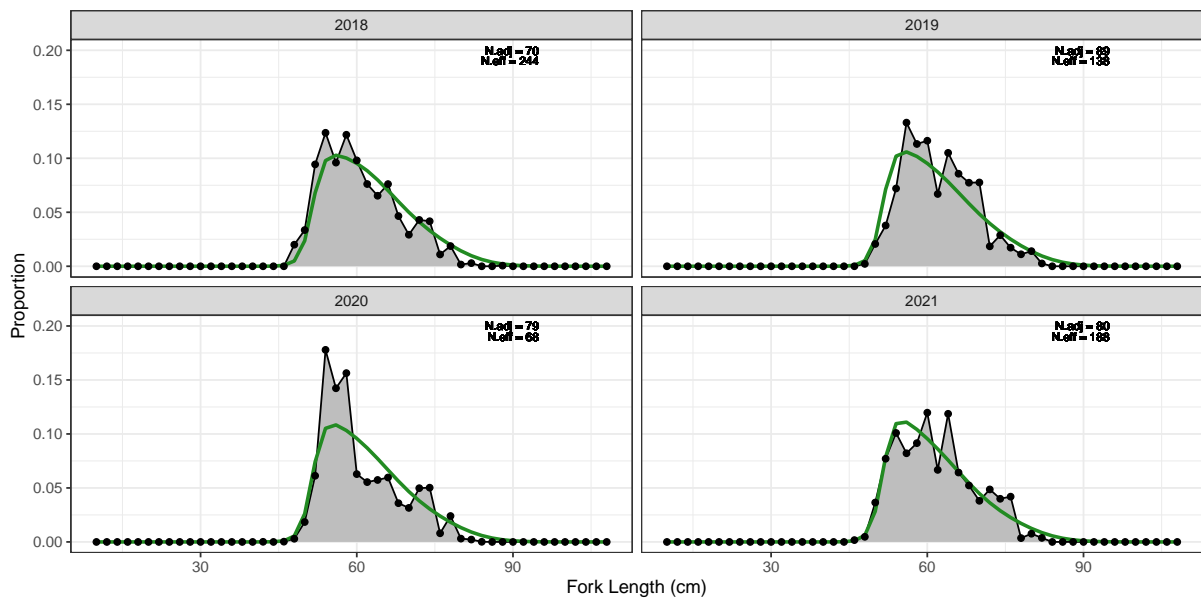 2018
2019
N.adj = 70
N.eff = 244
N.adj = 89
N.eff = 138
0.20
0.15
0.10
0.05
0.00
Proportion
2020
2021
N.adj = 79
N.eff = 68
N.adj = 80
N.eff = 188
0.20
0.15
0.10
0.05
0.00
30
60
90
30
60
90
Fork Length (cm)